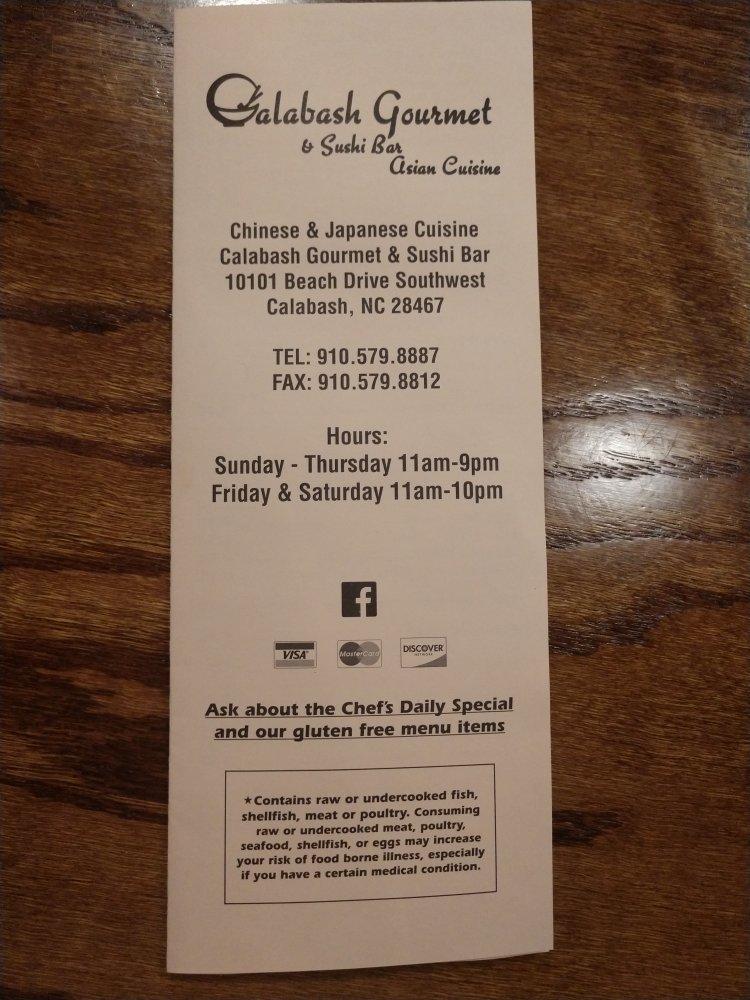 Calabash Gourmet
& Sushi Bar
Asian Cuisine
Chinese & Japanese Cuisine
Calabash Gourmet & Sushi Bar
10101 Beach Drive Southwest
Calabash, NC 28467
TEL: 910.579.8887
FAX: 910.579.8812
Hours:
Sunday - Thursday 11am-9pm
Friday & Saturday 11am-10pm
f
VISA MasterCard DISCOVER
NETWORK
Ask about the Chef's Daily Special
and our gluten free menu items
★Contains raw or undercooked fish,
shellfish, meat or poultry. Consuming
raw or undercooked meat, poultry,
seafood, shellfish, or eggs may increase
your risk of food borne illness, especially
if you have a certain medical condition.